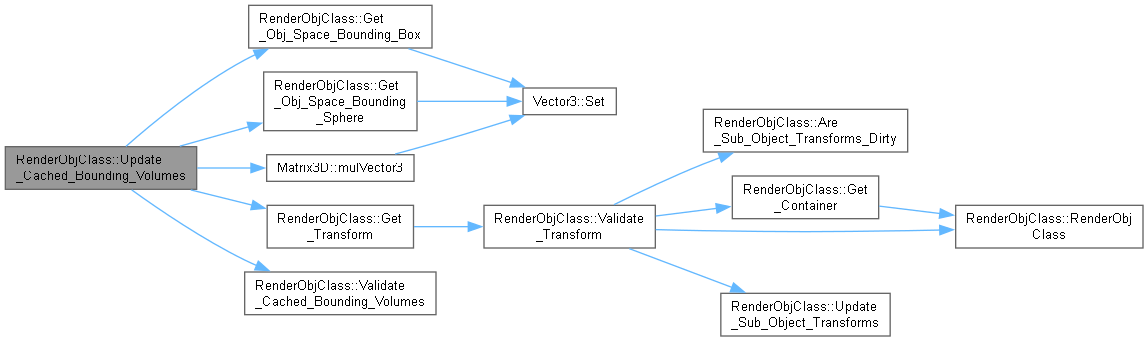 RenderObjClass::Update
_Cached_Bounding_Volumes
RenderObjClass::Get
_Obj_Space_Bounding_Box
RenderObjClass::Get
_Obj_Space_Bounding
_Sphere
Matrix3D::mulVector3
RenderObjClass::Get
_Transform
RenderObjClass::Validate
_Cached_Bounding_Volumes
Vector3::Set
RenderObjClass::Validate
_Transform
RenderObjClass::Are
_Sub_Object_Transforms_Dirty
RenderObjClass::Get
_Container
RenderObjClass::Update
_Sub_Object_Transforms
RenderObjClass::RenderObj
Class